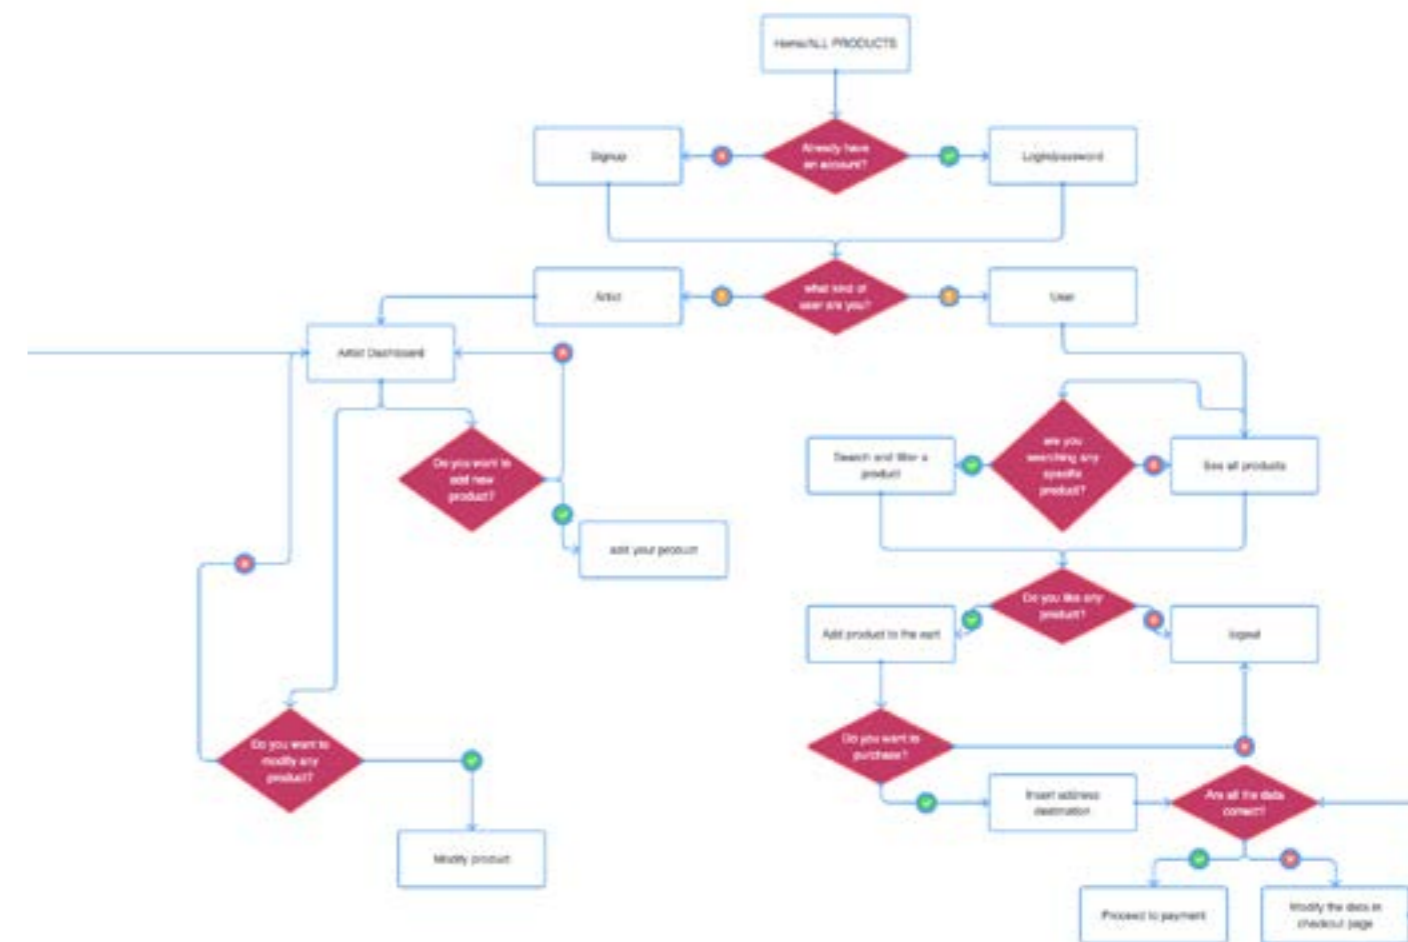 Home/ALL PRODUCTS
Signup
Already have
an account?
Login/password
Artist
what kind of
user are you?
User
Artist Dashboard
Do you want to
add new
product?
add your product
Search and filter a
product
are you
searching any
specific
product?
See all products
Add product to the cart
Do you like any
product?
logout
Do you want to
modify any
product?
Do you want to
purchase?
Insert address
destination
Are all the data
correct?
Modify product
Proceed to payment
Modify the data in
checkout page